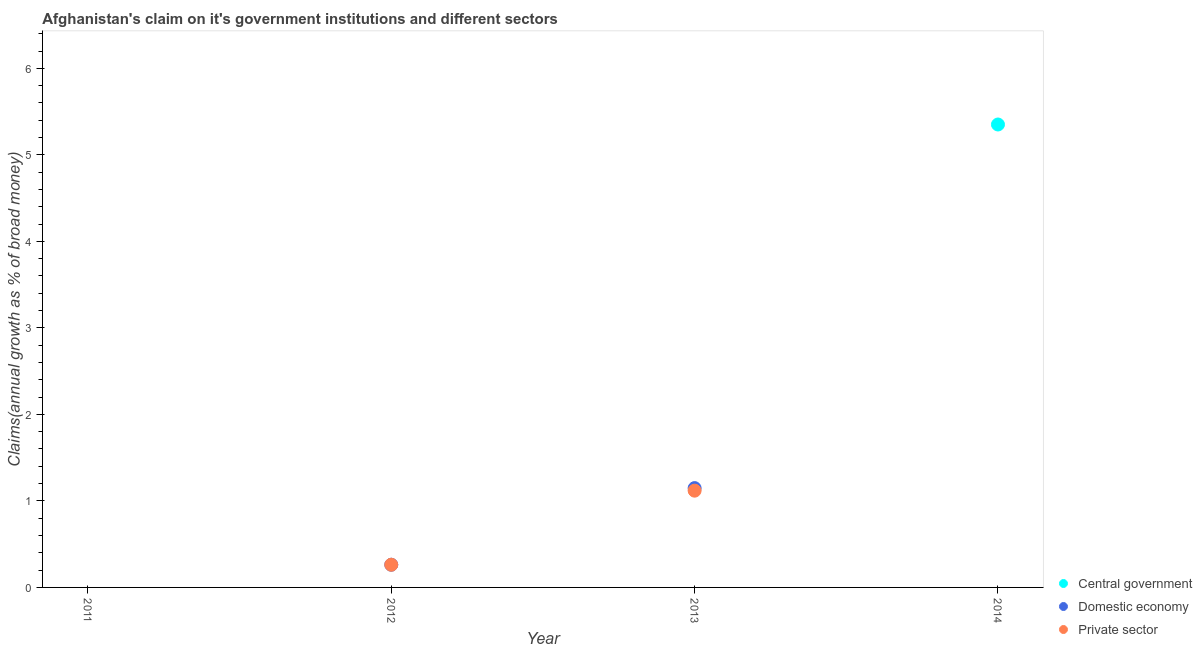 Afghanistan's claim on it's government institutions and different sectors
Claims(annual growth as % of broad money)
6
5
4
3
2
1
0
2011
2012
2013
2014
Year
Central government
Domestic economy
Private sector